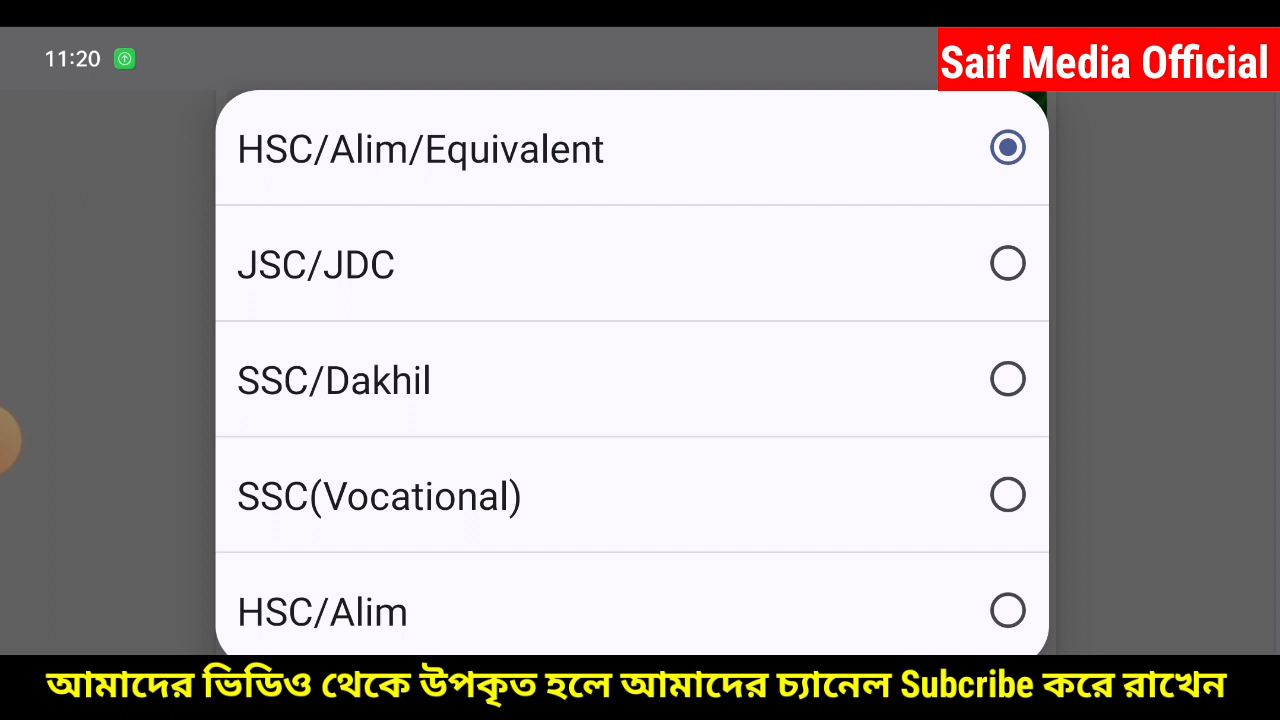 11:20
Saif Media Official
HSC/Alim/Equivalent
JSC/JDC
SSC/Dakhil
SSC(Vocational)
HSC/Alim
আমাদের ভিডিও থেকে উপকৃত হলে আমাদের চ্যানেল Subcribe করে রাখেন